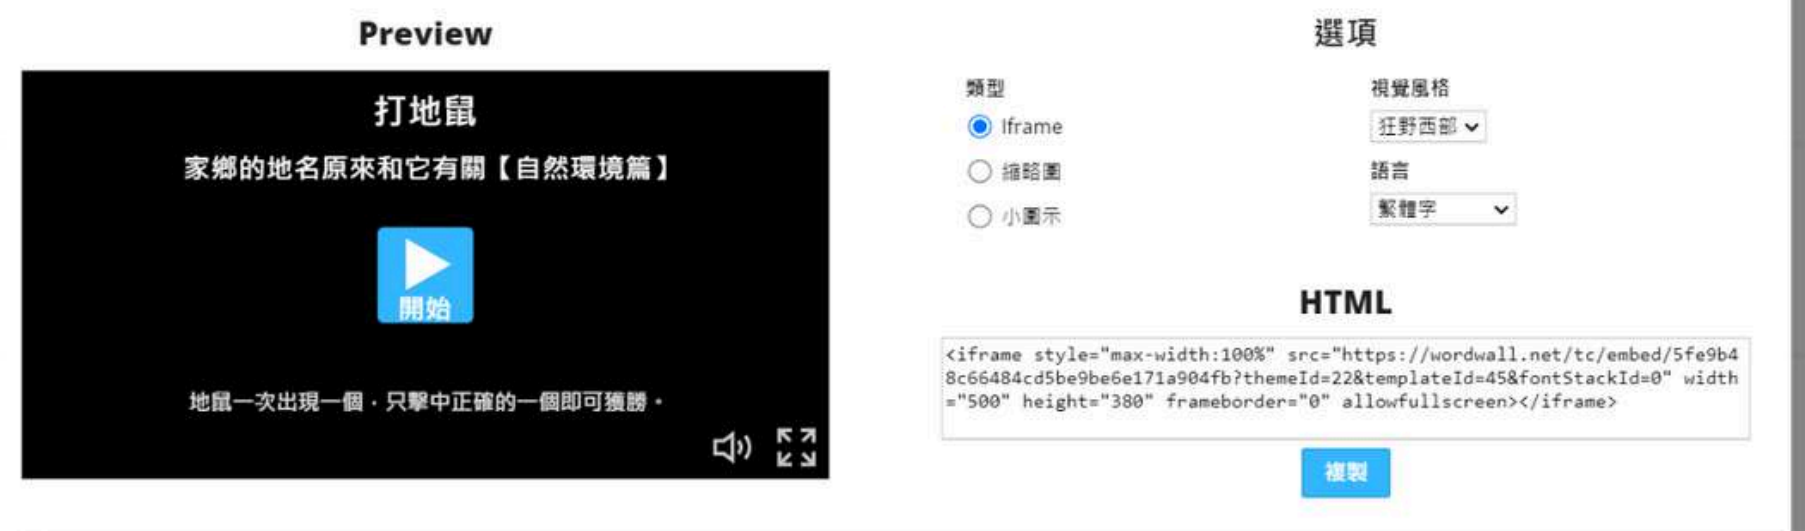 Preview
打地鼠
家鄉的地名原來和它有關【自然環境篇】
開始
地鼠一次出現一個，只擊中正確的一個即可獲勝。
選項
類型
Iframe
縮略圖
小圖示
視覺風格
狂野西部
語言
繁體字
HTML
<iframe style="max-width:100%" src="https://wordwall.net/tc/embed/5fe9b4
8c66484cd5be9be6e171a904fb?themeId=22&templateId=45&fontStackId=0" width
="500" height="380" frameborder="0" allowfullscreen></iframe>
複製